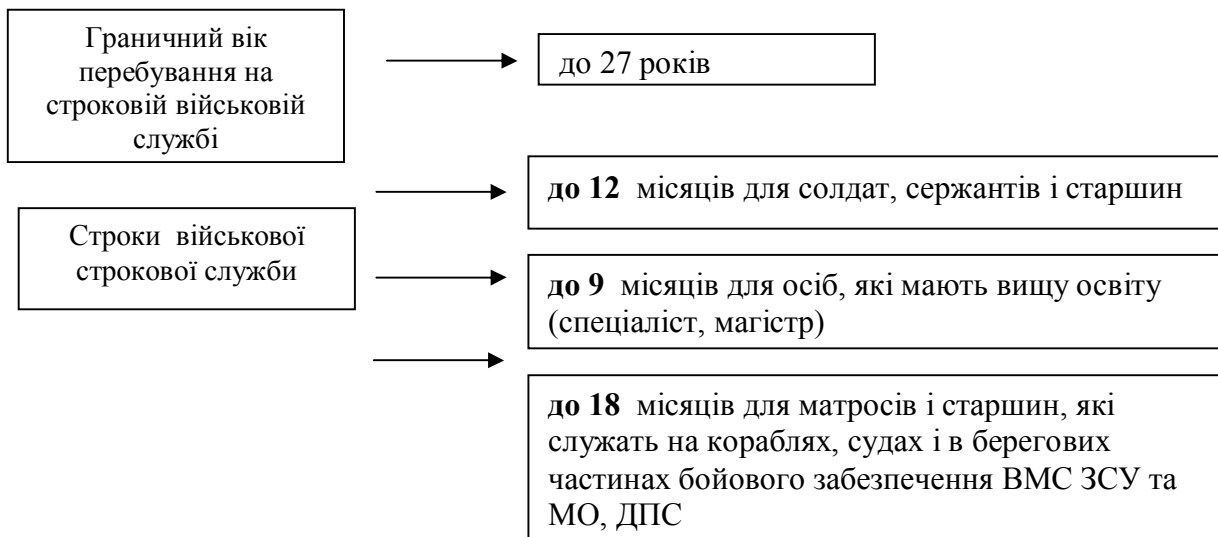 Граничний вік
перебування на
строковій військовій
службі
до 27 років
Строки військової
строкової служби
до 12 місяців для солдат, сержантів і старшин
до 9 місяців для осіб, які мають вищу освіту
(спеціаліст, магістр)
до 18 місяців для матросів і старшин, які
служать на кораблях, судах і в берегових
частинах бойового забезпечення ВМС ЗСУ та
МО, ДПС